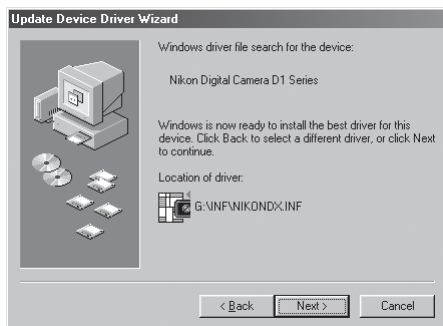 Update Device Driver Wizard
Windows driver file search for the device:
Nikon Digital Camera D1 Series
Windows is now ready to install the best driver for this
device. Click Back to select a different driver, or click Next
to continue.
Location of driver:
G:\INF\NIKONDX.INF
< Back
Next >
Cancel